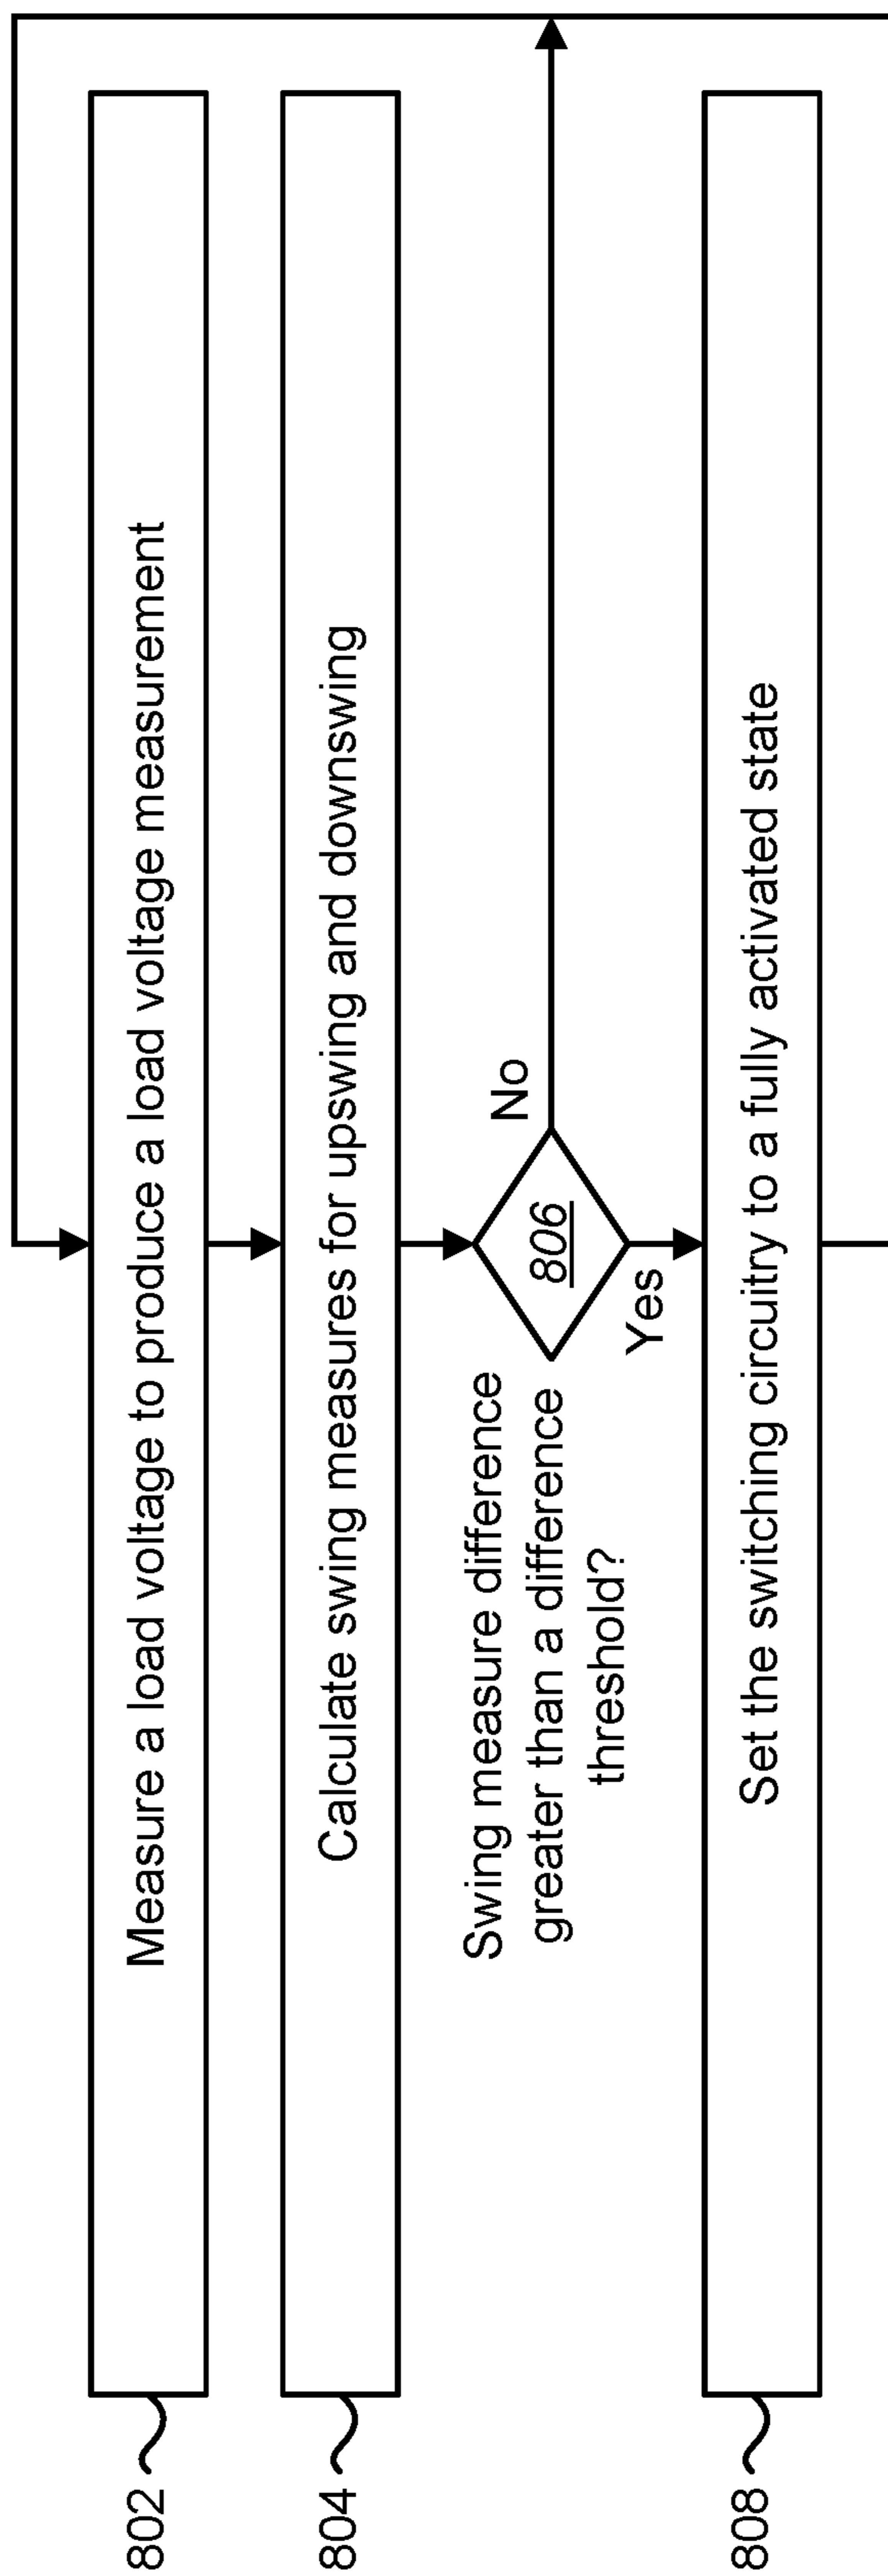 802
Measure a load voltage to produce a load voltage measurement
804
Calculate swing measures for upswing and downswing
Swing measure difference
greater than a difference
threshold?
806
No
Yes
808
Set the switching circuitry to a fully activated state